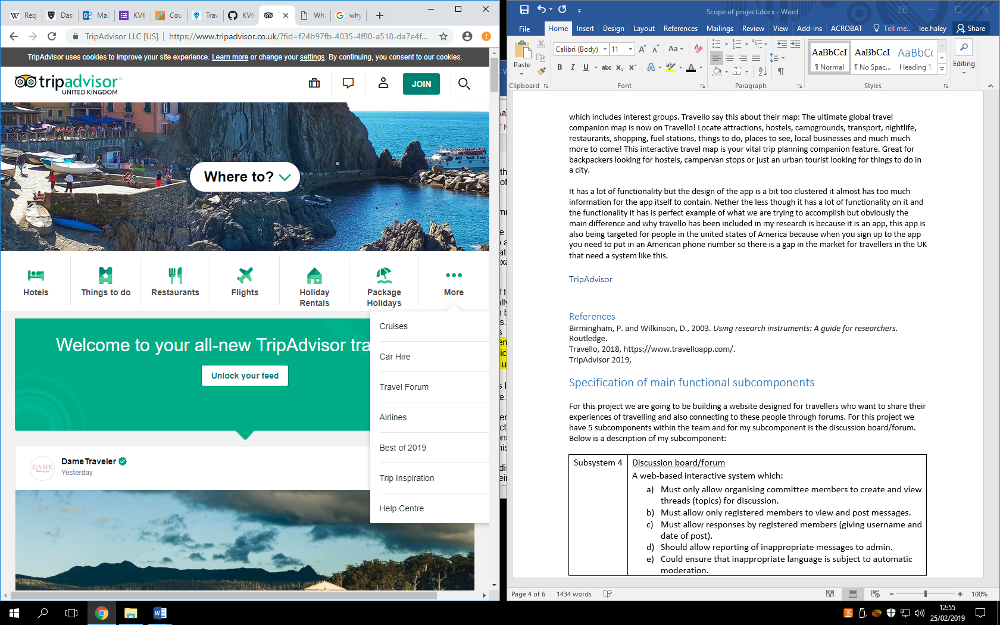 Req
Das
Mai
KV6
Cou
Trav
KV6
Wha
why
TripAdvisor LLC [US]
https://www.tripadvisor.co.uk/?fid=f24b97fb-4035-4f80-a518-da7e4f...
TripAdvisor uses cookies to improve your site experience. Learn more or change your settings. By continuing, you consent to our cookies.
tripadvisor
UNITED KINGDOM
JOIN
Where to?
Hotels
Things to do
Restaurants
Flights
Holiday
Rentals
Package
Holidays
More
Cruises
Car Hire
Travel Forum
Airlines
Best of 2019
Trip Inspiration
Help Centre
Welcome to your all-new TripAdvisor tra
Unlock your feed
DAME
DameTraveler
Yesterday
Scope of project.docx - Word
File
Home
Insert
Design
Layout
References
Mailings
Review
View
Add-Ins
ACROBAT
Tell me...
lee.haley
Share
Paste
Clipboard
Calibri (Body)
11
Font
Paragraph
AaBbCcI
¶ Normal
AaBbCcI
¶ No Spac...
AaBbCc
Heading 1
Styles
Editing
which includes interest groups. Travello say this about their map: The ultimate global travel
companion map is now on Travello! Locate attractions, hostels, campgrounds, transport, nightlife,
restaurants, shopping, fuel stations, things to do, places to see, local businesses and much much
more to come! This interactive travel map is your vital trip planning companion feature. Great for
backpackers looking for hostels, campervan stops or just an urban tourist looking for things to do in
a city.
It has a lot of functionality but the design of the app is a bit too clustered it almost has too much
information for the app itself to contain. Nether the less though it has a lot of functionality on it and
the functionality it has is perfect example of what we are trying to accomplish but obviously the
main difference and why travello has been included in my research is because it is an app, this app is
also being targeted for people in the united states of America because when you sign up to the app
you need to put in an American phone number so there is a gap in the market for travellers in the UK
that need a system like this.
TripAdvisor
References
Birmingham, P. and Wilkinson, D., 2003. Using research instruments: A guide for researchers.
Routledge.
Travello, 2018, https://www.travelloapp.com/.
TripAdvisor 2019,
Specification of main functional subcomponents
For this project we are going to be building a website designed for travellers who want to share their
experiences of travelling and also connecting to these people through forums. For this project we
have 5 subcomponents within the team and for my subcomponent is the discussion board/forum.
Below is a description of my subcomponent:
Subsystem 4
Discussion board/forum
A web-based interactive system which:
a) Must only allow organising committee members to create and view
threads (topics) for discussion.
b) Must allow only registered members to view and post messages.
c) Must allow responses by registered members (giving username and
date of post).
d) Should allow reporting of inappropriate messages to admin.
e) Could ensure that inappropriate language is subject to automatic
moderation.
Page 4 of 6
1434 words
100%
12:55
25/02/2019